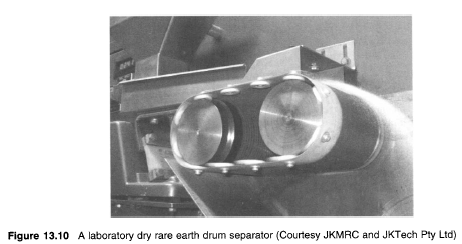 Figure 13.10 A laboratory dry rare earth drum separator (Courtesy JKMRC and JKTech Pty Ltd)